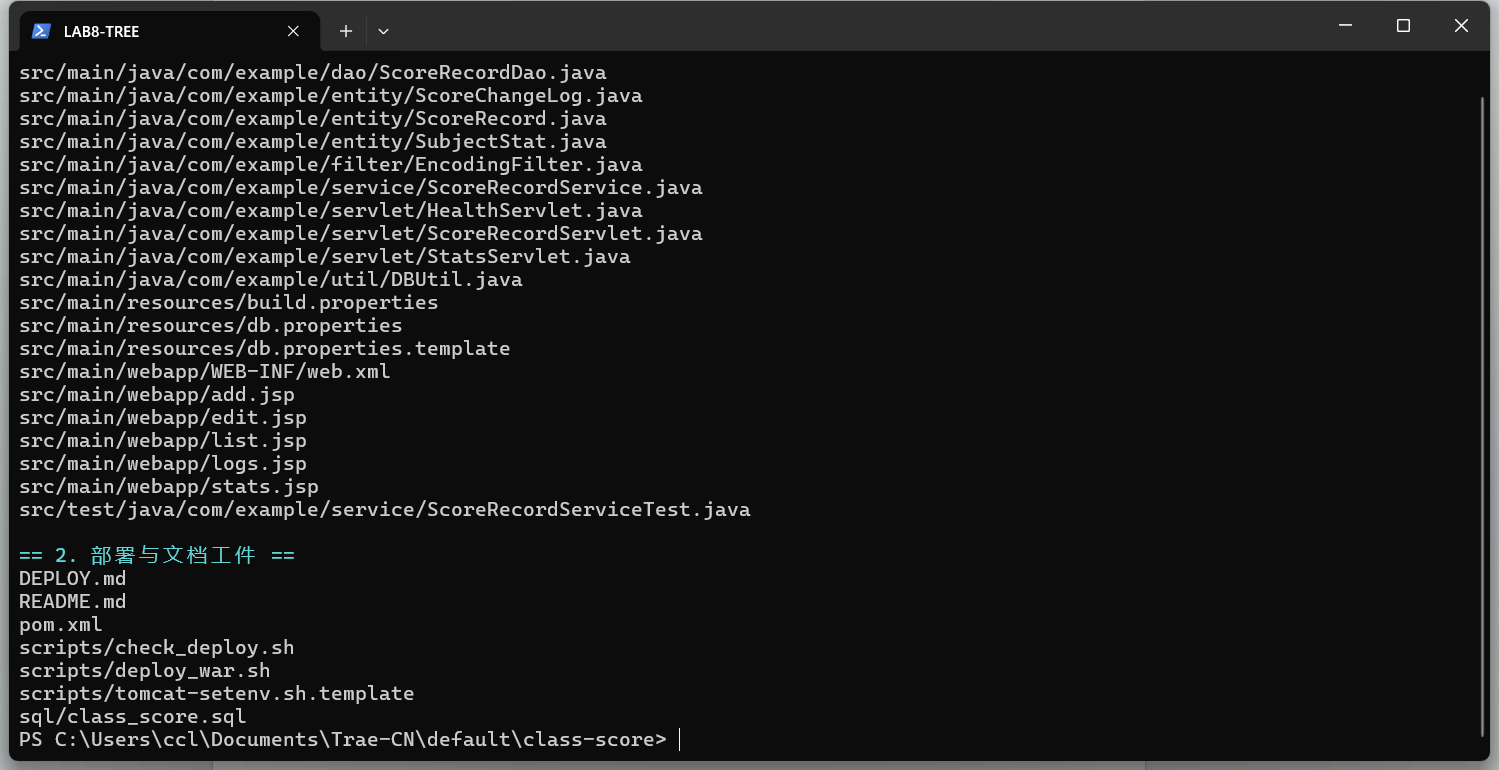 LAB8-TREE
src/main/java/com/example/dao/ScoreRecordDao.java
src/main/java/com/example/entity/ScoreChangeLog.java
src/main/java/com/example/entity/ScoreRecord.java
src/main/java/com/example/entity/SubjectStat.java
src/main/java/com/example/filter/EncodingFilter.java
src/main/java/com/example/service/ScoreRecordService.java
src/main/java/com/example/servlet/HealthServlet.java
src/main/java/com/example/servlet/ScoreRecordServlet.java
src/main/java/com/example/servlet/StatsServlet.java
src/main/java/com/example/util/DBUtil.java
src/main/resources/build.properties
src/main/resources/db.properties
src/main/resources/db.properties.template
src/main/webapp/WEB-INF/web.xml
src/main/webapp/add.jsp
src/main/webapp/edit.jsp
src/main/webapp/list.jsp
src/main/webapp/logs.jsp
src/main/webapp/stats.jsp
src/test/java/com/example/service/ScoreRecordServiceTest.java
== 2. 部署与文档工件 ==
DEPLOY.md
README.md
pom.xml
scripts/check_deploy.sh
scripts/deploy_war.sh
scripts/tomcat-setenv.sh.template
sql/class_score.sql
PS C:\Users\ccl\Documents\Trae-CN\default\class-score>